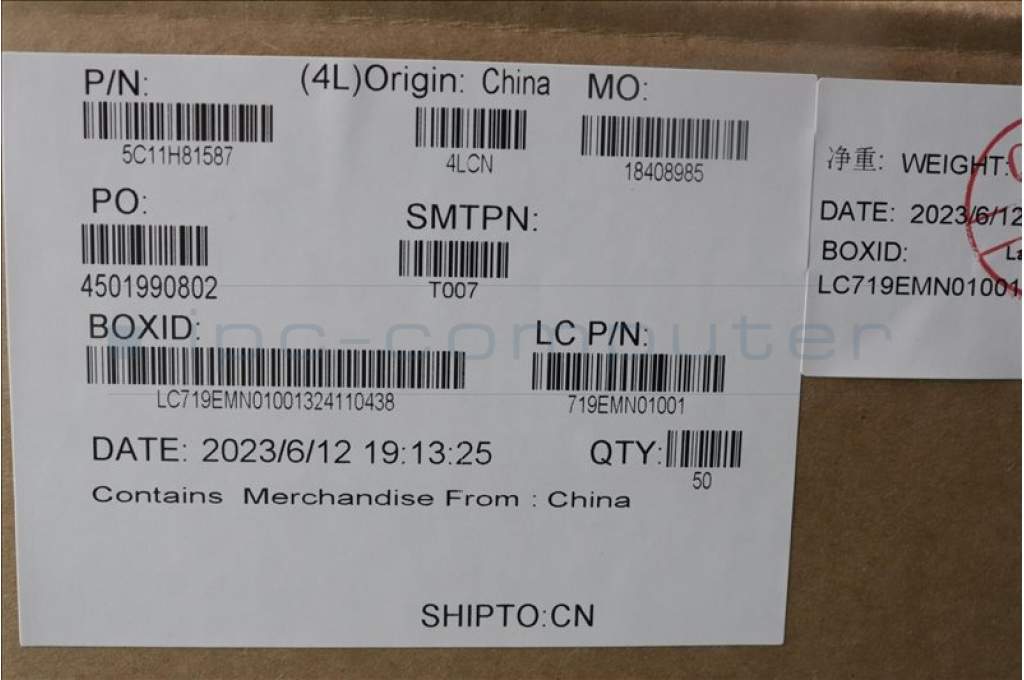 P/N: (4L)Origin: China MO:
5C11H81587 4LCN 18408985
PO: SMTPN:
4501990802 T007
BOXID: LC P/N:
LC719EMN01001324110438 719EMN01001
DATE: 2023/6/12 19:13:25 QTY:
50
Contains Merchandise From : China
SHIPTO:CN
净重: WEIGHT:
DATE: 2023/6/12
BOXID:
LC719EMN01001
ipc-computer